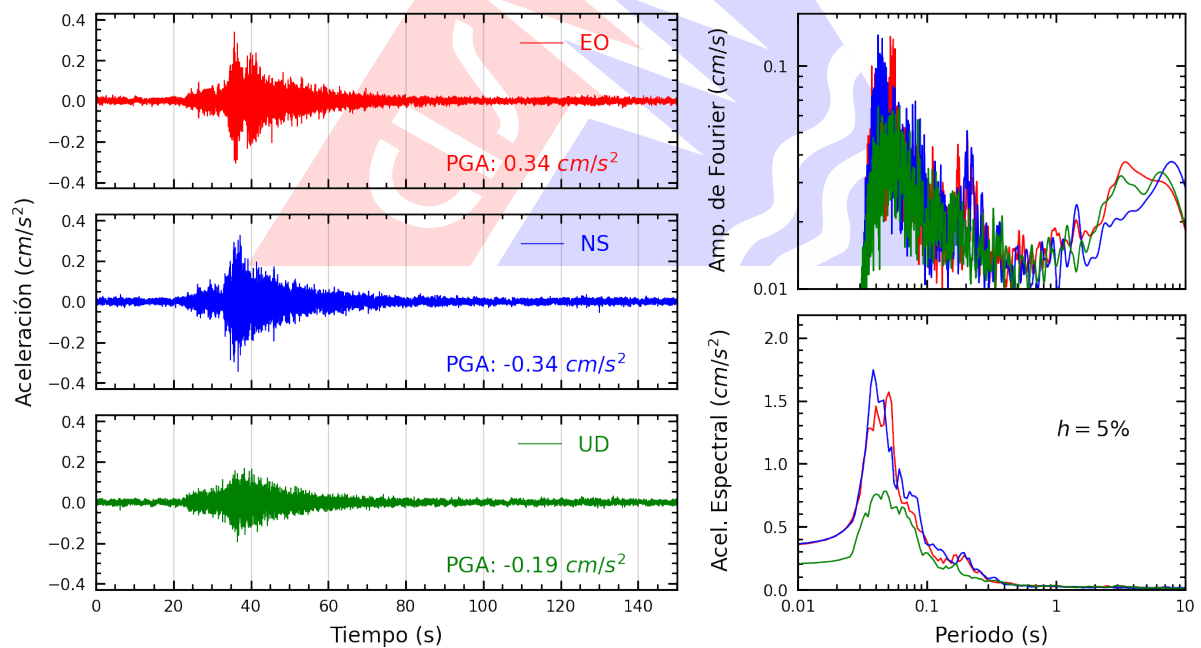 Aceleración (cm/s²)
0.4
0.2
0.0
−0.2
−0.4
EO
PGA: 0.34 cm/s²
0.4
0.2
0.0
−0.2
−0.4
NS
PGA: -0.34 cm/s²
0.4
0.2
0.0
−0.2
−0.4
UD
PGA: -0.19 cm/s²
0 20 40 60 80 100 120 140
Tiempo (s)
Amp. de Fourier (cm/s)
0.1
0.01
Acel. Espectral (cm/s²)
2.0
1.5
1.0
0.5
0.0
h = 5%
0.01 0.1 1 10
Periodo (s)